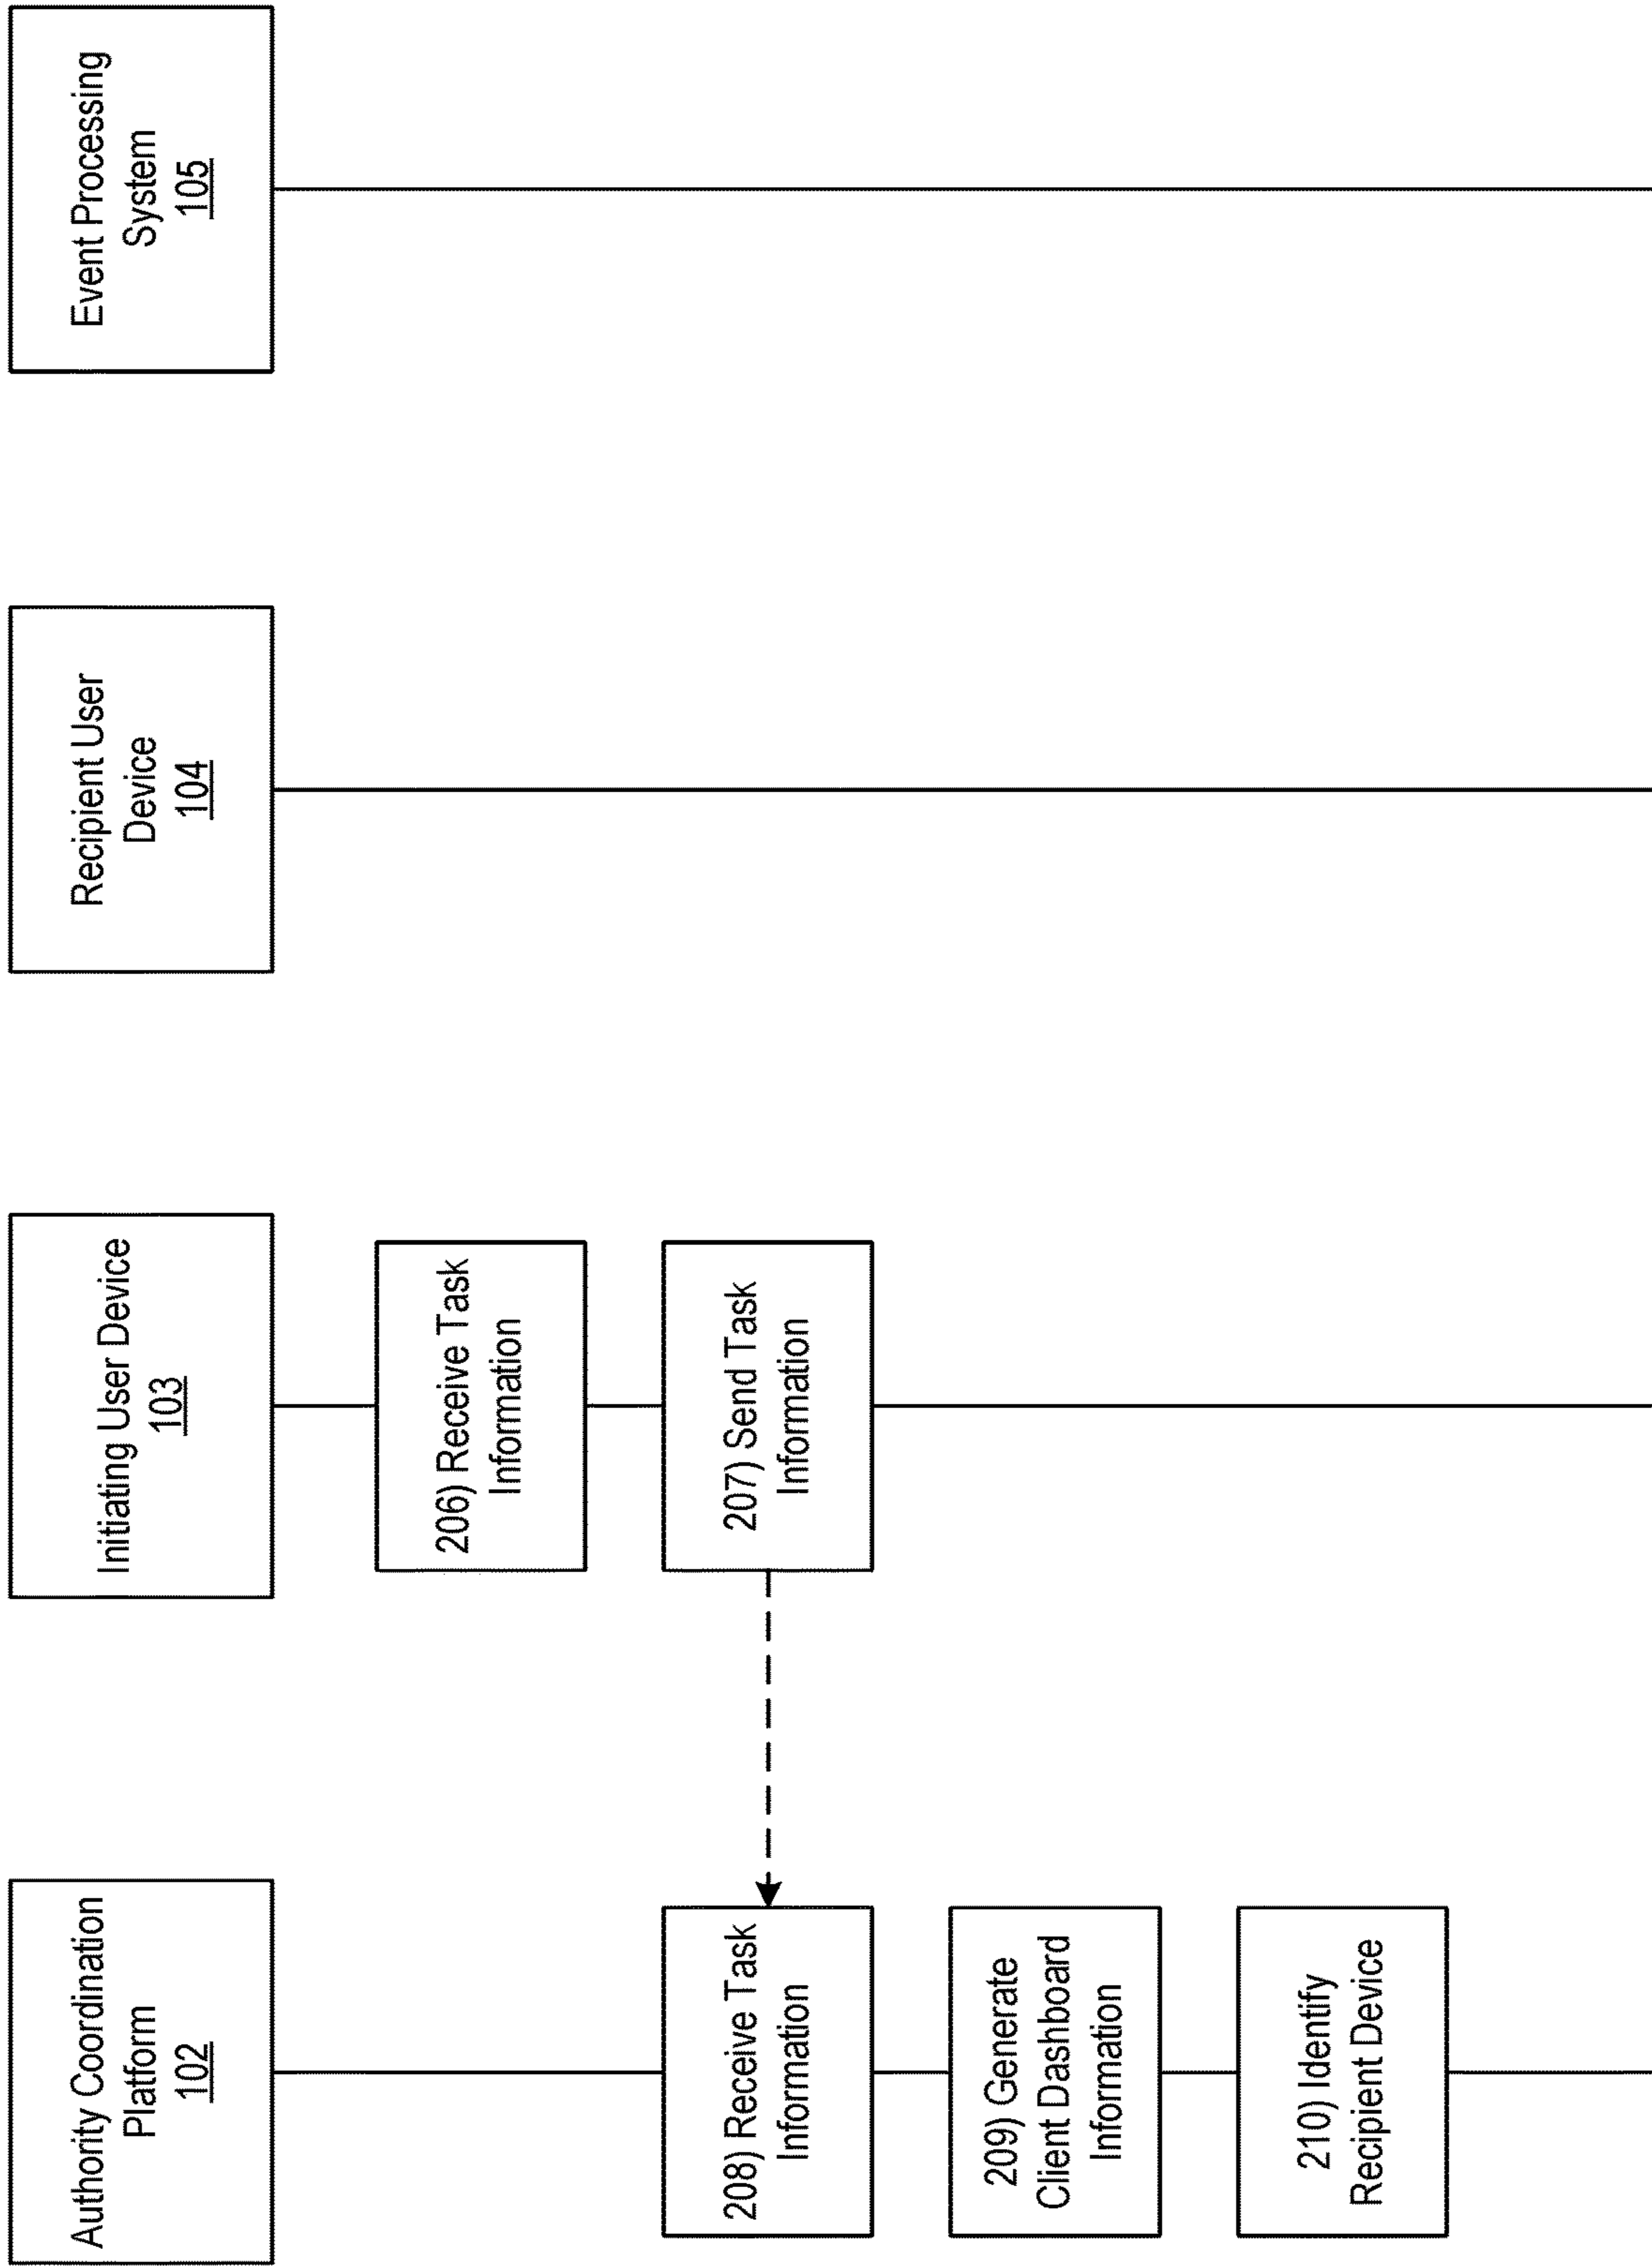 Authority Coordination
Platform
102
Initiating User Device
103
Recipient User
Device
104
Event Processing
System
105
206) Receive Task
Information
208) Receive Task
Information
207) Send Task
Information
209) Generate
Client Dashboard
Information
210) Identify
Recipient Device